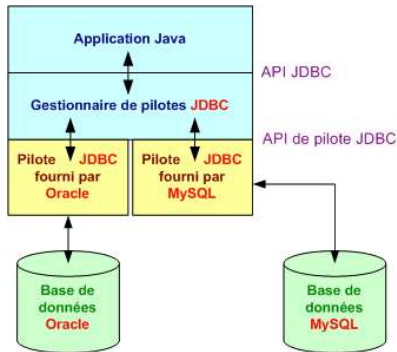 Application Java
API JDBC
Gestionnaire de pilotes JDBC
API de pilote JDBC
Pilote JDBC
fourni par
Oracle
Pilote JDBC
fourni par
MySQL
Base de
données
Oracle
Base de
données
MySQL